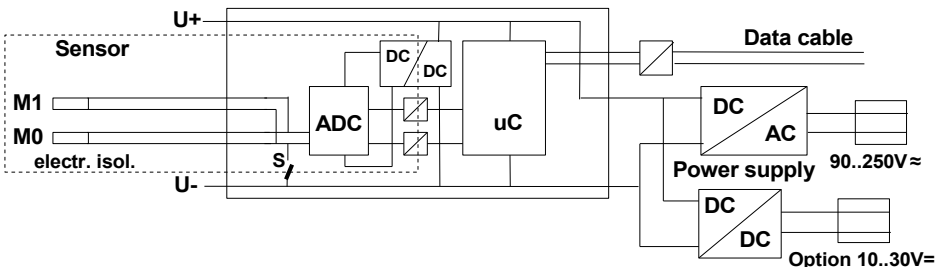 U+
Sensor
DC
DC
Data cable
M1
ADC
uC
DC
AC
M0
electr. isol.
S
Power supply
90..250V≈
U-
DC
DC
Option 10..30V=